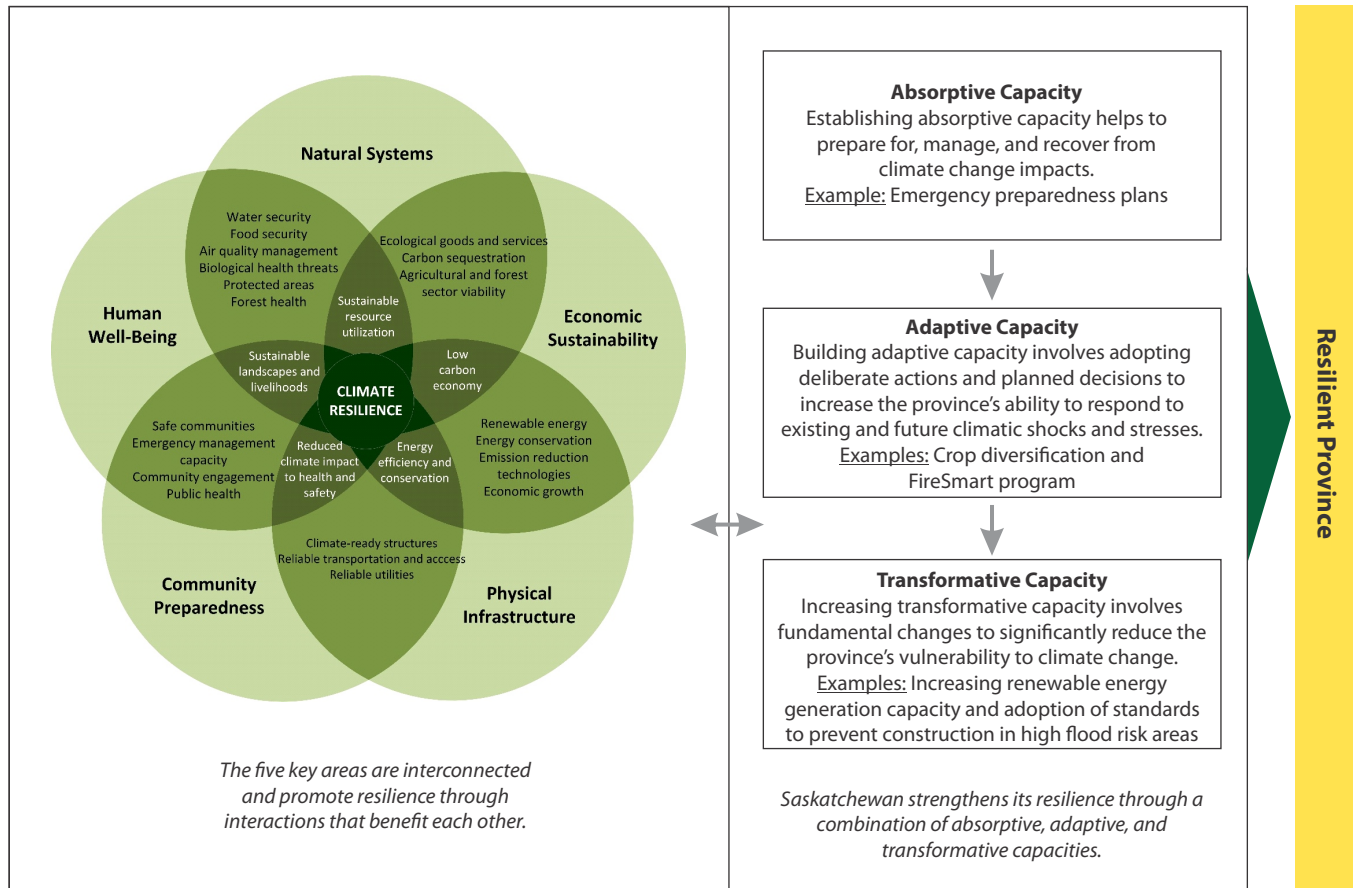 Natural Systems
Water security
Food security
Air quality management
Biological health threats
Protected areas
Forest health
Ecological goods and services
Carbon sequestration
Agricultural and forest
sector viability
Human
Well-Being
Sustainable
resource
utilization
Economic
Sustainability
Sustainable
landscapes and
livelihoods
Low
carbon
economy
CLIMATE
RESILIENCE
Safe communities
Emergency management
capacity
Community engagement
Public health
Reduced
climate impact
to health and
safety
Energy
efficiency and
conservation
Renewable energy
Energy conservation
Emission reduction
technologies
Economic growth
Climate-ready structures
Reliable transportation and acccess
Reliable utilities
Community
Preparedness
Physical
Infrastructure
The five key areas are interconnected
and promote resilience through
interactions that benefit each other.
Absorptive Capacity
Establishing absorptive capacity helps to
prepare for, manage, and recover from
climate change impacts.
Example: Emergency preparedness plans
Adaptive Capacity
Building adaptive capacity involves adopting
deliberate actions and planned decisions to
increase the province's ability to respond to
existing and future climatic shocks and stresses.
Examples: Crop diversification and
FireSmart program
Transformative Capacity
Increasing transformative capacity involves
fundamental changes to significantly reduce the
province's vulnerability to climate change.
Examples: Increasing renewable energy
generation capacity and adoption of standards
to prevent construction in high flood risk areas
Saskatchewan strengthens its resilience through a
combination of absorptive, adaptive, and
transformative capacities.
Resilient Province